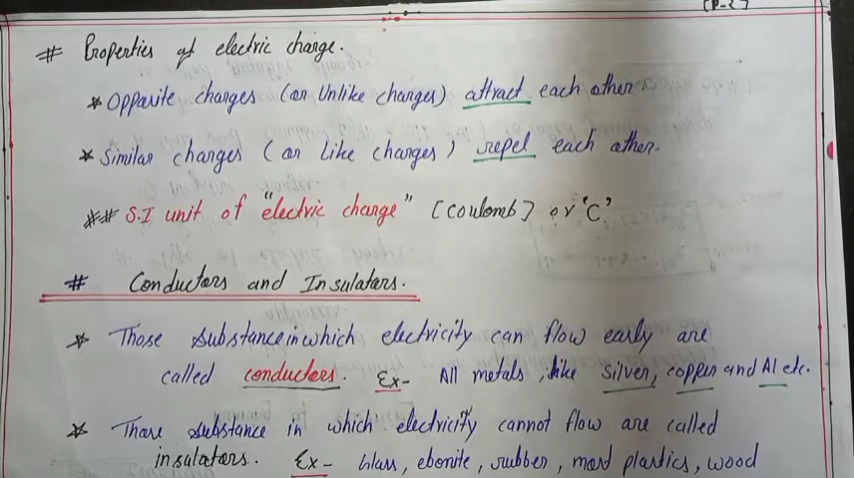 [P-2]
# Properties of electric charge.
* Opposite charges (or Unlike charges) attract each other
* Similar charges (or Like charges) repel each other.
## S.I unit of "electric charge" [coulomb] or 'C'
# Conductors and Insulators.
* Those substance in which electricity can flow early are
called conductors. Ex- All metals, like silver, copper and Al etc.
* Those substance in which electricity cannot flow are called
insulators. Ex- Glass, ebonite, rubber, most plastics, wood